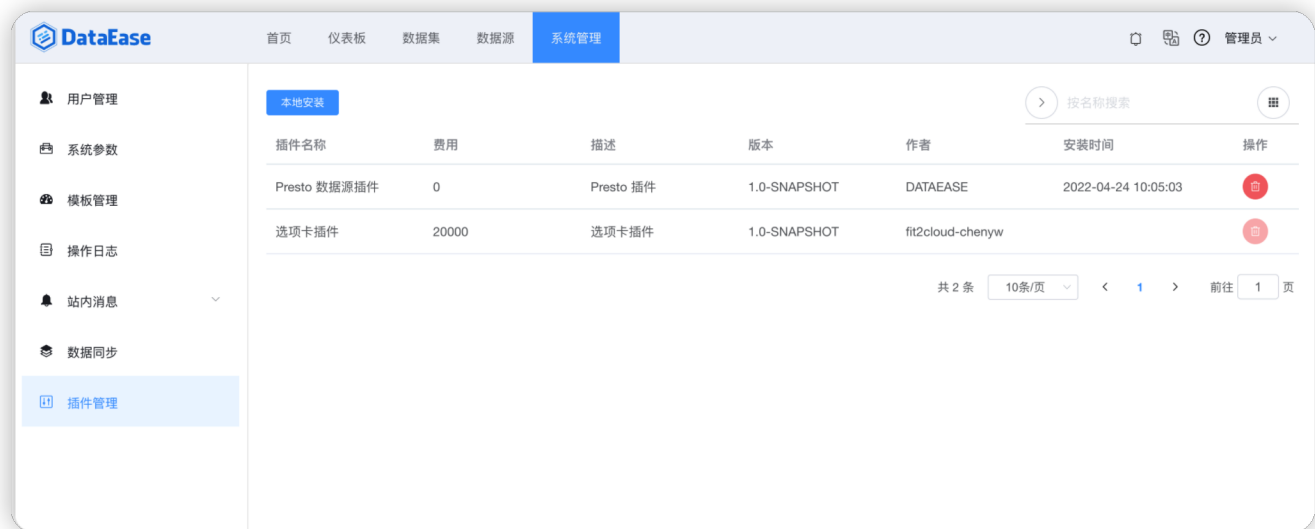 DataEase 首页 仪表板 数据集 数据源 系统管理 管理员
用户管理
系统参数
模板管理
操作日志
站内消息
数据同步
插件管理
本地安装 按名称搜索
插件名称 费用 描述 版本 作者 安装时间 操作
Presto 数据源插件 0 Presto 插件 1.0-SNAPSHOT DATAEASE 2022-04-24 10:05:03
选项卡插件 20000 选项卡插件 1.0-SNAPSHOT fit2cloud-chenyw
共 2 条 10条/页 1 前往 1 页